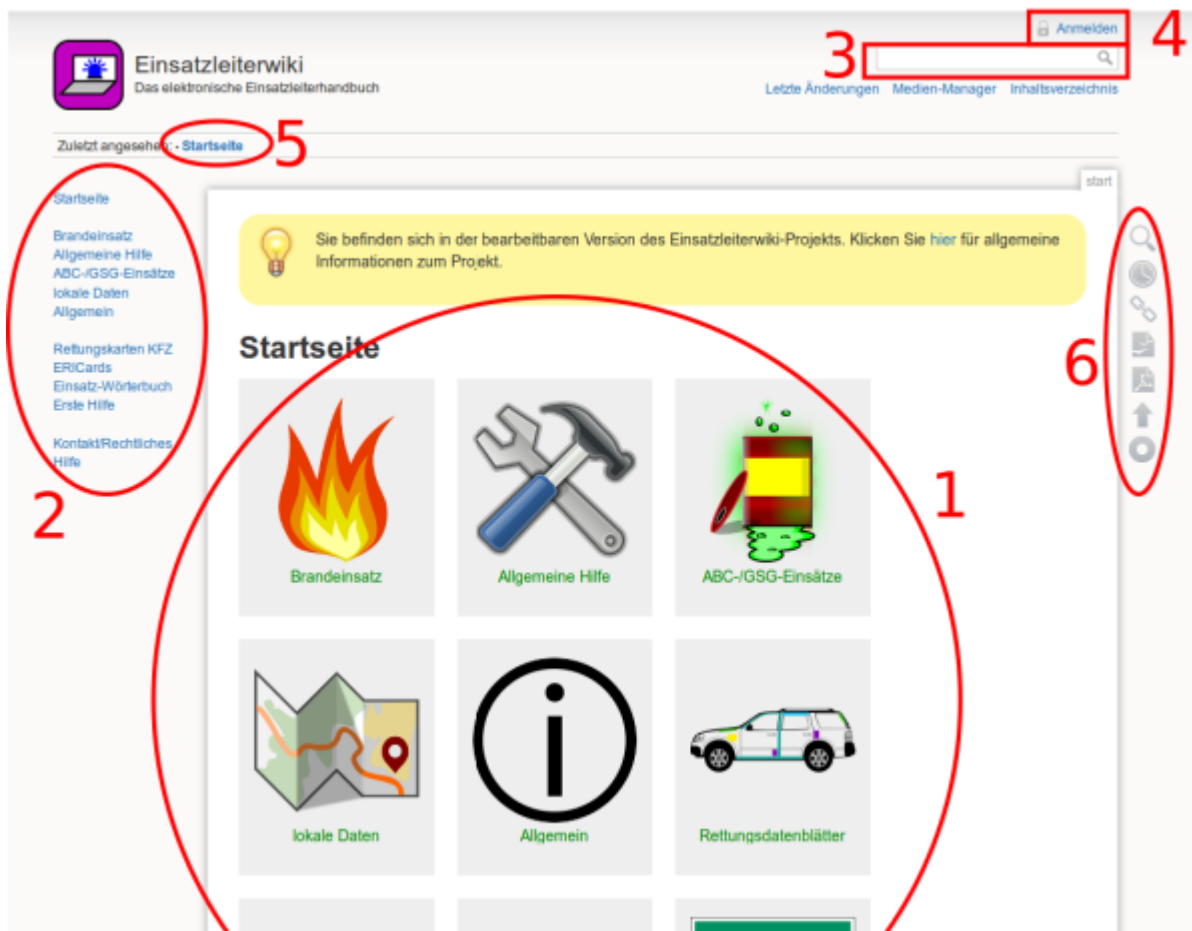 Anmelden
4
3
Einsatzleiterwiki
Das elektronische Einsatzleiterhandbuch
Letzte Änderungen Medien-Manager Inhaltsverzeichnis
Zuletzt angesehen: • Startseite
5
start
Startseite
Brandeinsatz
Allgemeine Hilfe
ABC-/GSG-Einsätze
lokale Daten
Allgemein
Rettungskarten KFZ
ERICards
Einsatz-Wörterbuch
Erste Hilfe
Kontakt/Rechtliches
Hilfe
2
Sie befinden sich in der bearbeitbaren Version des Einsatzleiterwiki-Projekts. Klicken Sie hier für allgemeine
Informationen zum Projekt.
Startseite
6
1
Brandeinsatz
Allgemeine Hilfe
ABC-/GSG-Einsätze
lokale Daten
Allgemein
Rettungsdatenblätter